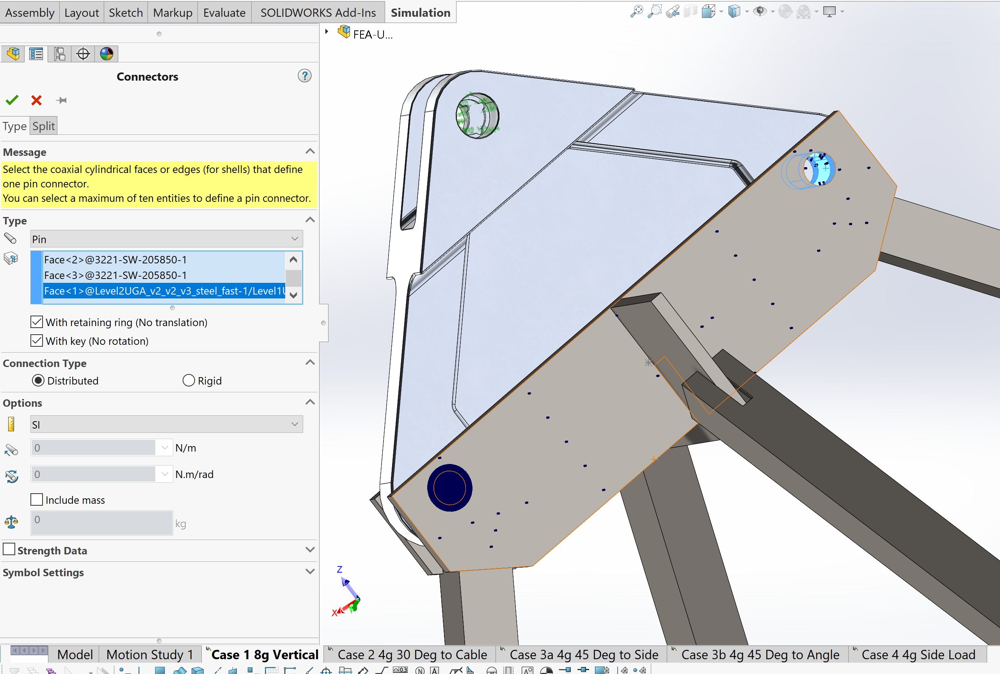 Assembly Layout Sketch Markup Evaluate SOLIDWORKS Add-Ins Simulation
FEA-U...
Connectors
?
Type Split
Message
Select the coaxial cylindrical faces or edges (for shells) that define
one pin connector.
You can select a maximum of ten entities to define a pin connector.
Type
Pin
Face<2>@3221-SW-205850-1
Face<3>@3221-SW-205850-1
Face<1>@Level2UGA_v2_v2_v3_steel_fast-1/Level1U
With retaining ring (No translation)
With key (No rotation)
Connection Type
Distributed Rigid
Options
SI
0 N/m
0 N.m/rad
Include mass
0 kg
Strength Data
Symbol Settings
Z
X
Model Motion Study 1 Case 1 8g Vertical Case 2 4g 30 Deg to Cable Case 3a 4g 45 Deg to Side Case 3b 4g 45 Deg to Angle Case 4 4g Side Load